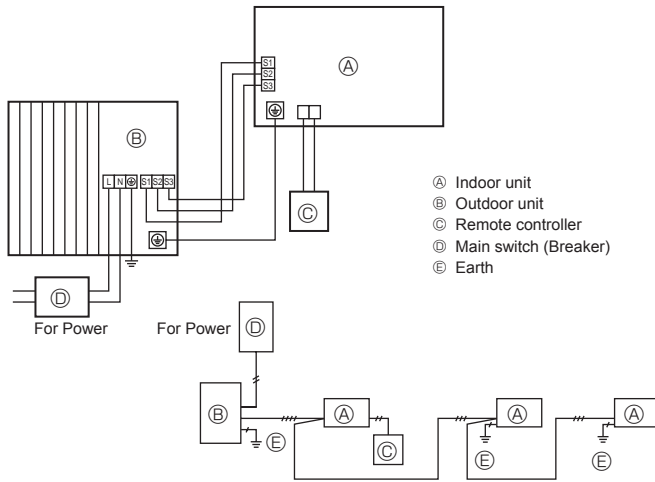 S1
S2
S3
Ⓐ
Ⓑ
L N S1 S2 S3
Ⓒ
Ⓐ Indoor unit
Ⓑ Outdoor unit
Ⓒ Remote controller
Ⓓ Main switch (Breaker)
Ⓔ Earth
Ⓓ
For Power
For Power Ⓓ
Ⓑ Ⓐ Ⓐ Ⓐ
Ⓔ Ⓒ Ⓔ Ⓔ